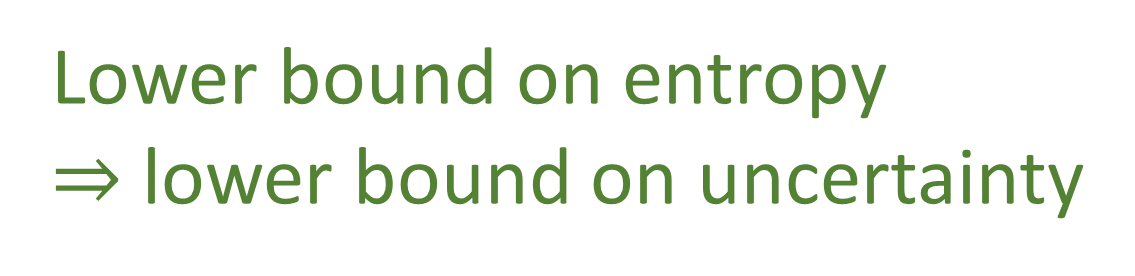 Lower bound on entropy
⇒ lower bound on uncertainty